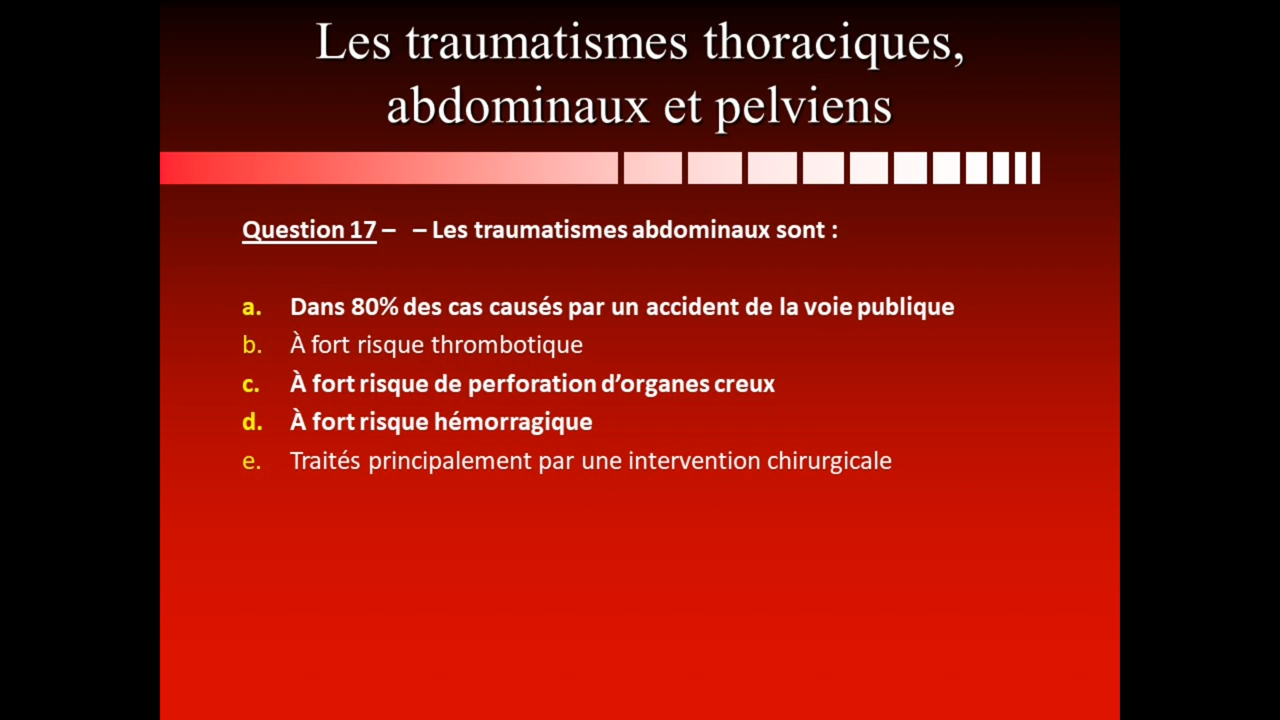 Les traumatismes thoraciques,
abdominaux et pelviens
Question 17 – – Les traumatismes abdominaux sont :
a. Dans 80% des cas causés par un accident de la voie publique
b. À fort risque thrombotique
c. À fort risque de perforation d’organes creux
d. À fort risque hémorragique
e. Traités principalement par une intervention chirurgicale